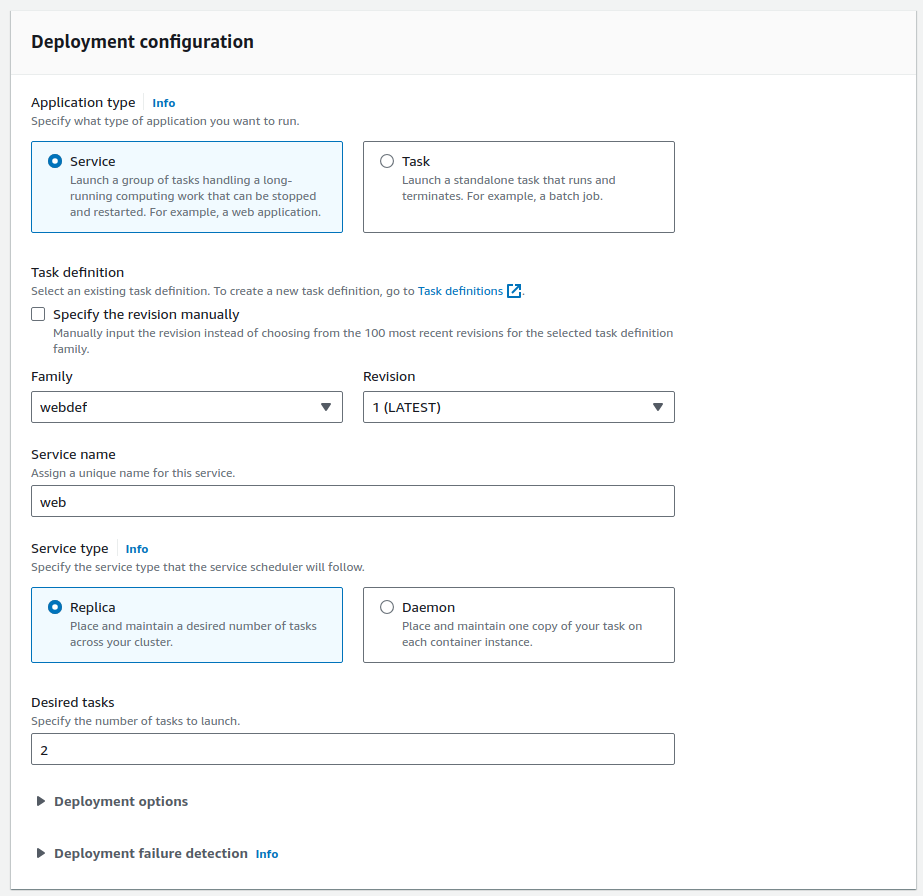 Deployment configuration
Application type Info
Specify what type of application you want to run.
Service
Launch a group of tasks handling a long-
running computing work that can be stopped
and restarted. For example, a web application.
Task
Launch a standalone task that runs and
terminates. For example, a batch job.
Task definition
Select an existing task definition. To create a new task definition, go to Task definitions.
Specify the revision manually
Manually input the revision instead of choosing from the 100 most recent revisions for the selected task definition
family.
Family
webdef
Revision
1 (LATEST)
Service name
Assign a unique name for this service.
web
Service type Info
Specify the service type that the service scheduler will follow.
Replica
Place and maintain a desired number of tasks
across your cluster.
Daemon
Place and maintain one copy of your task on
each container instance.
Desired tasks
Specify the number of tasks to launch.
2
Deployment options
Deployment failure detection Info